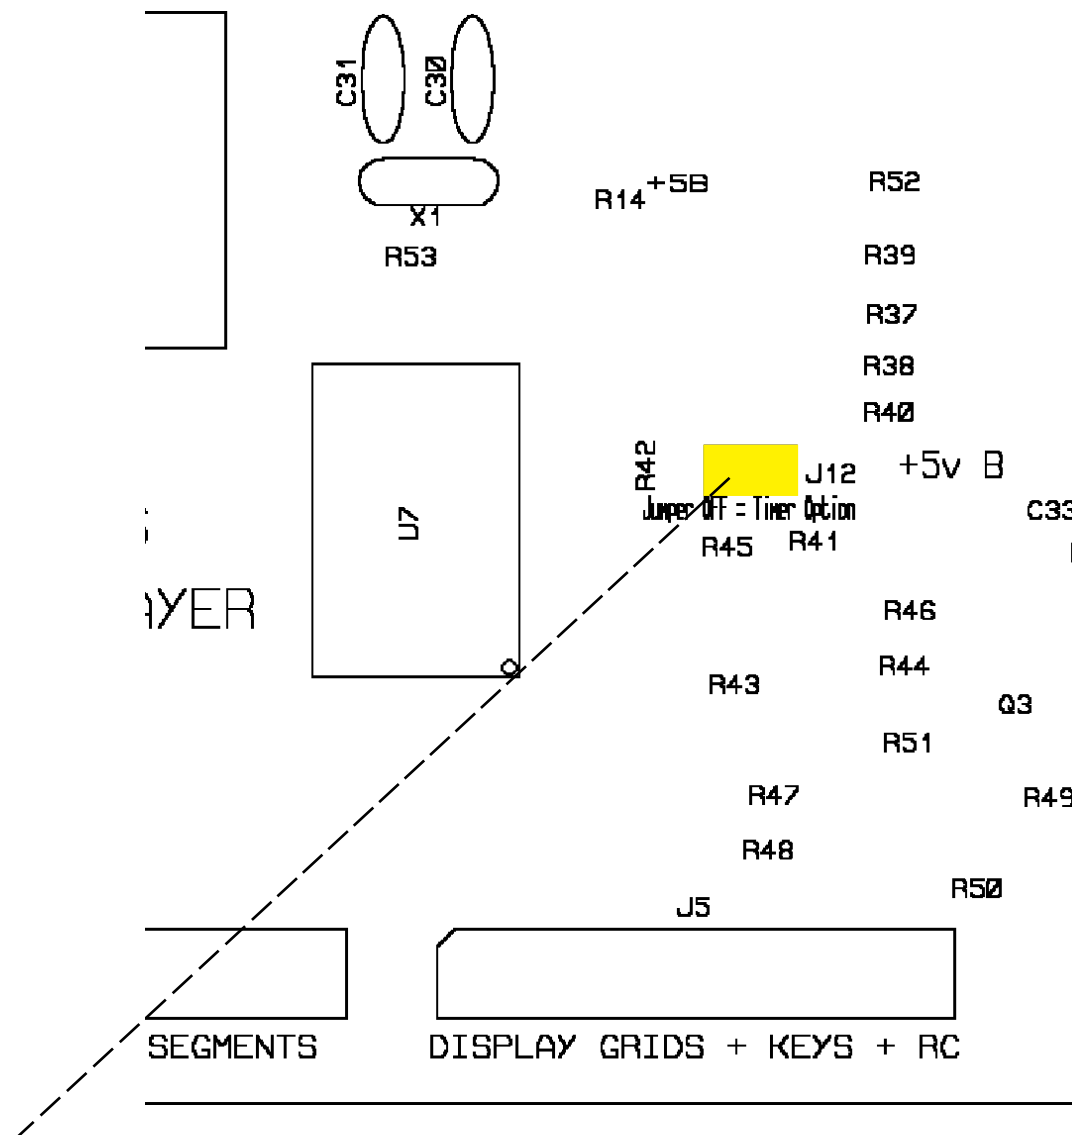 C31
C30
R14
+5B
R52
X1
R53
R39
R37
R38
R40
R42
J12
+5v B
Jumper OFF = Timer Option
C33
U7
R45
R41
AYER
R46
R44
R43
Q3
R51
R47
R49
R48
R50
J5
SEGMENTS
DISPLAY GRIDS + KEYS + RC